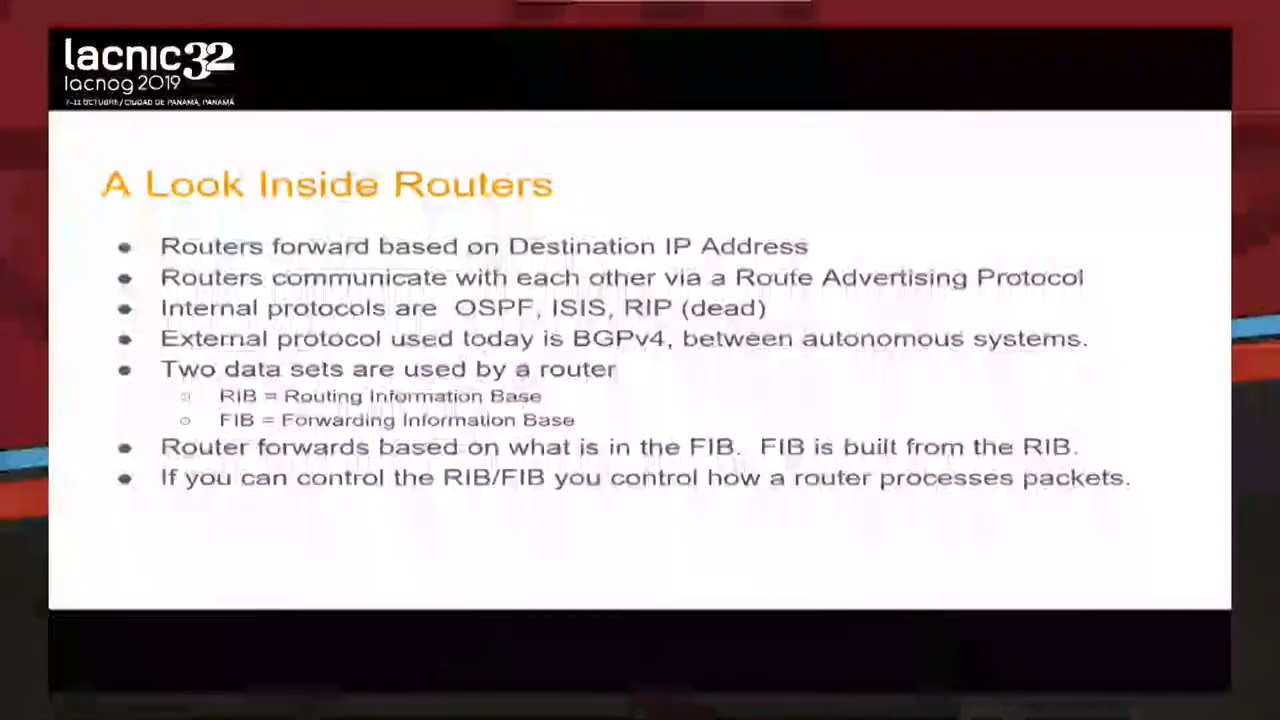 lacnic32
lacnog 2019
7-11 OCTUBRE / CIUDAD DE PANAMÁ, PANAMÁ
A Look Inside Routers
● Routers forward based on Destination IP Address
● Routers communicate with each other via a Route Advertising Protocol
● Internal protocols are OSPF, ISIS, RIP (dead)
● External protocol used today is BGPv4, between autonomous systems.
● Two data sets are used by a router
○ RIB = Routing Information Base
○ FIB = Forwarding Information Base
● Router forwards based on what is in the FIB. FIB is built from the RIB.
● If you can control the RIB/FIB you control how a router processes packets.